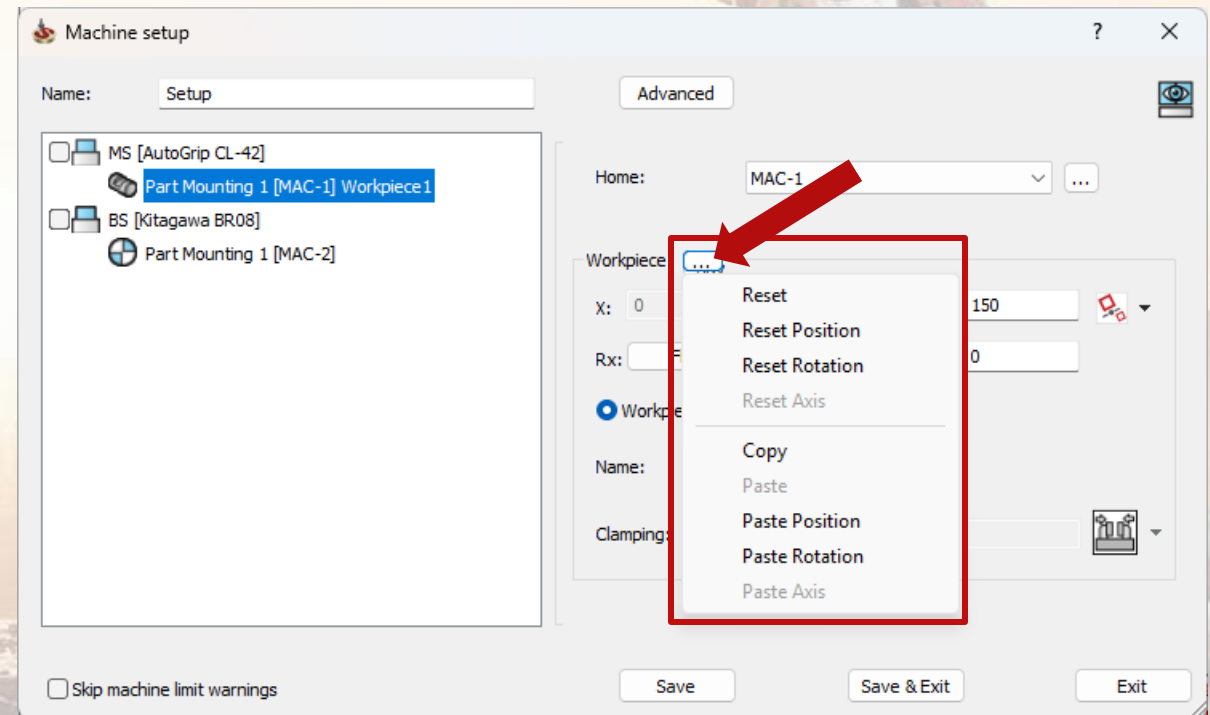 Machine setup
?
Name: Setup
Advanced
MS [AutoGrip CL-42]
Part Mounting 1 [MAC-1] Workpiece1
BS [Kitagawa BR08]
Part Mounting 1 [MAC-2]
Home: MAC-1 ...
Workpiece ...
X: 0 150
Rx: 0
Name:
Clamping:
Reset
Reset Position
Reset Rotation
Reset Axis
Copy
Paste
Paste Position
Paste Rotation
Paste Axis
Skip machine limit warnings
Save
Save & Exit
Exit